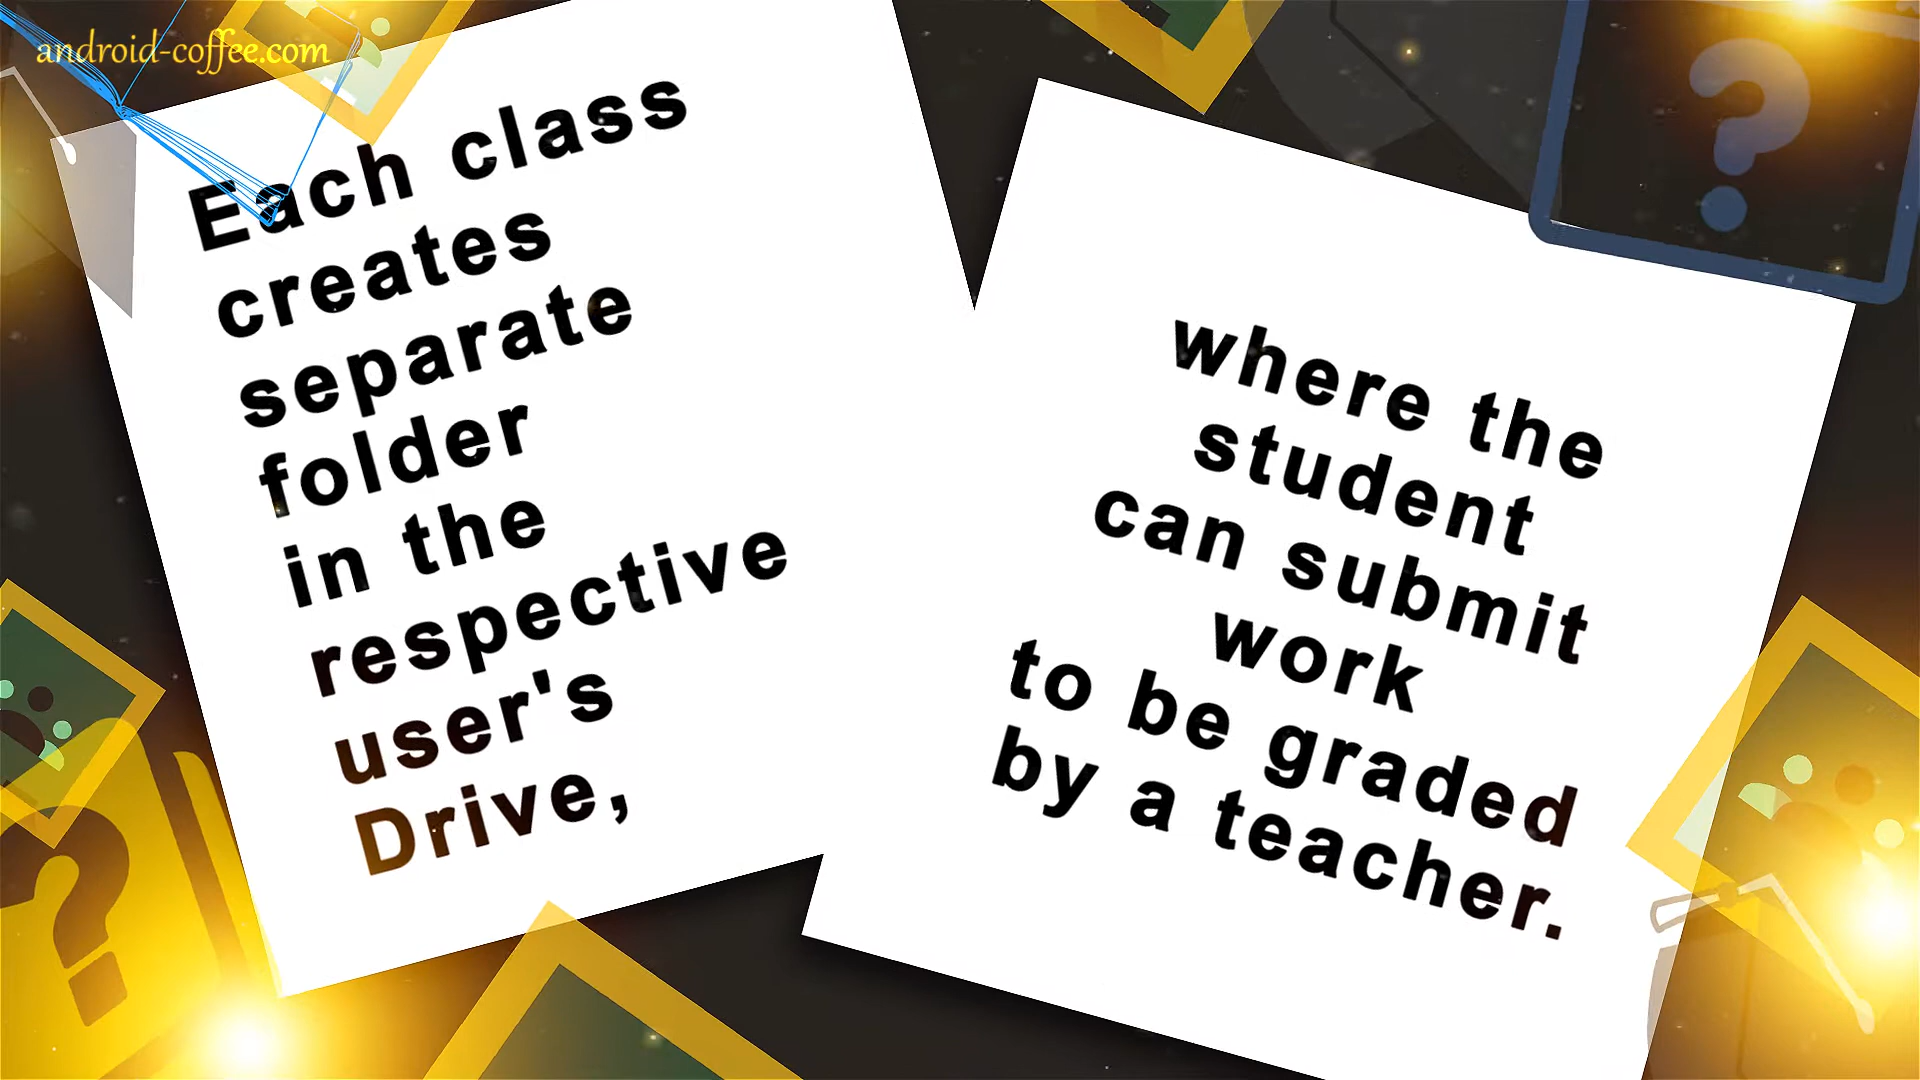 android-coffee.com
Each class
creates
separate
folder
in the
respective
user's
Drive,
where the
student
can submit
work
to be graded
by a teacher.
?
?